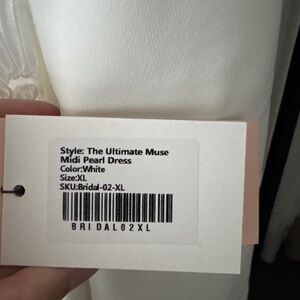 Style: The Ultimate Muse
Midi Pearl Dress
Color:White
Size:XL
SKU:Bridal-02-XL
BRIDAL02XL